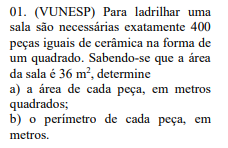 01. (VUNESP) Para ladrilhar uma
sala são necessárias exatamente 400
peças iguais de cerâmica na forma de
um quadrado. Sabendo-se que a área
da sala é 36 m², determine
a) a área de cada peça, em metros
quadrados;
b) o perímetro de cada peça, em
metros.